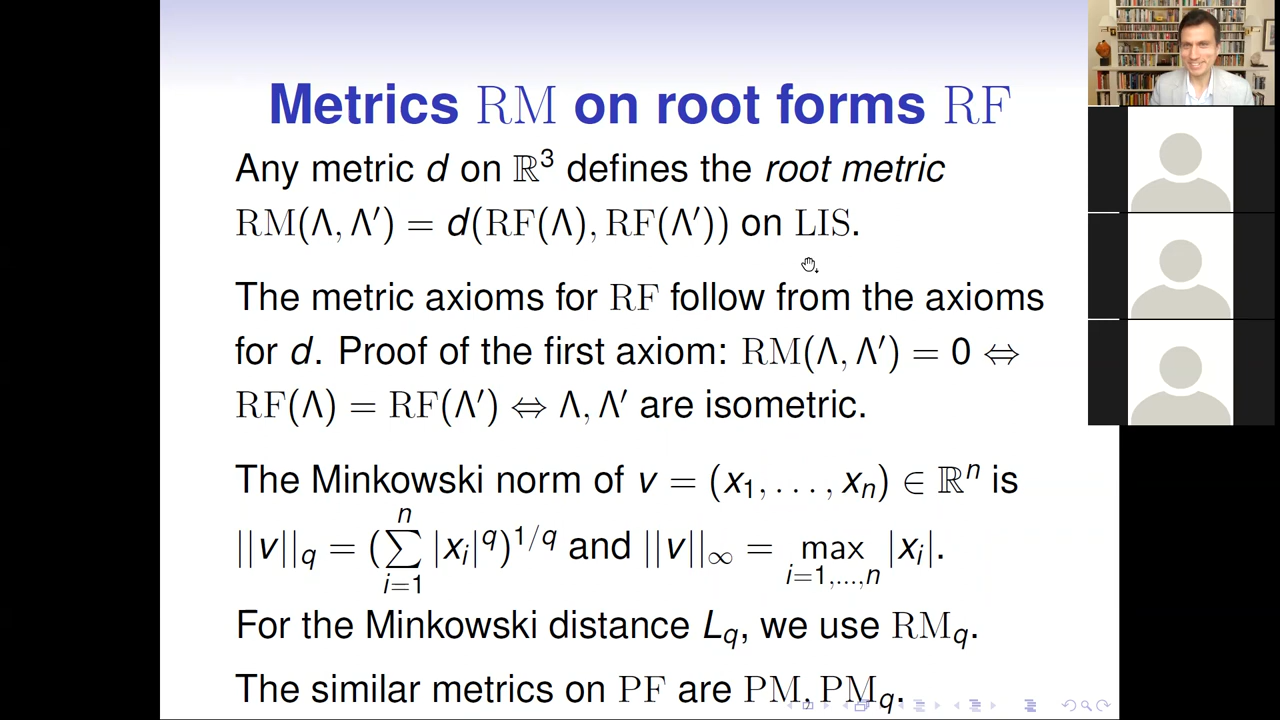 Metrics RM on root forms RF
Any metric d on ℝ³ defines the root metric
RM(Λ, Λ′) = d(RF(Λ), RF(Λ′)) on LIS.
The metric axioms for RF follow from the axioms
for d. Proof of the first axiom: RM(Λ, Λ′) = 0 ⇔
RF(Λ) = RF(Λ′) ⇔ Λ, Λ′ are isometric.
The Minkowski norm of v = (x₁, . . . , xₙ) ∈ ℝⁿ is
||v||_q = (∑_{i=1}^{n} |x_i|^q)^{1/q} and ||v||_∞ = max_{i=1,...,n} |x_i|.
For the Minkowski distance L_q, we use RM_q.
The similar metrics on PF are PM, PM_q.